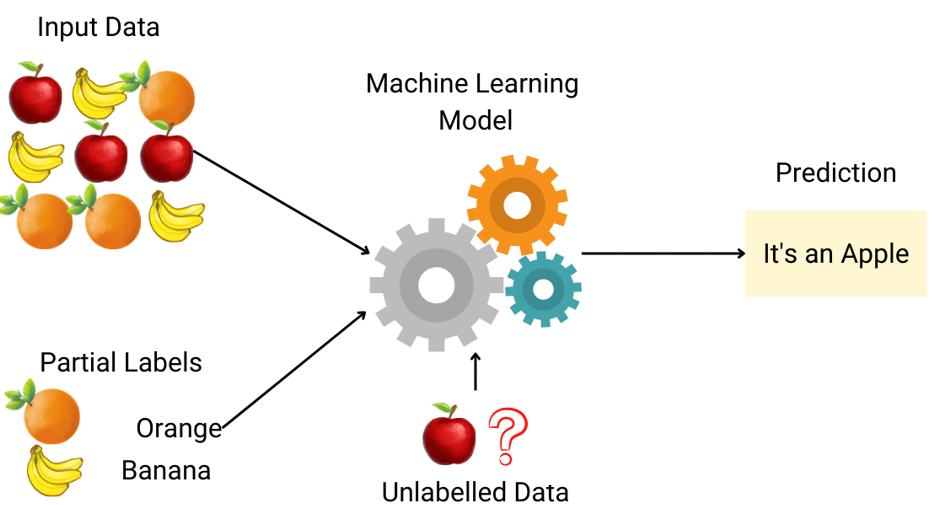 Input Data
Machine Learning
Model
Prediction
It's an Apple
Partial Labels
Orange
Banana
?
Unlabelled Data